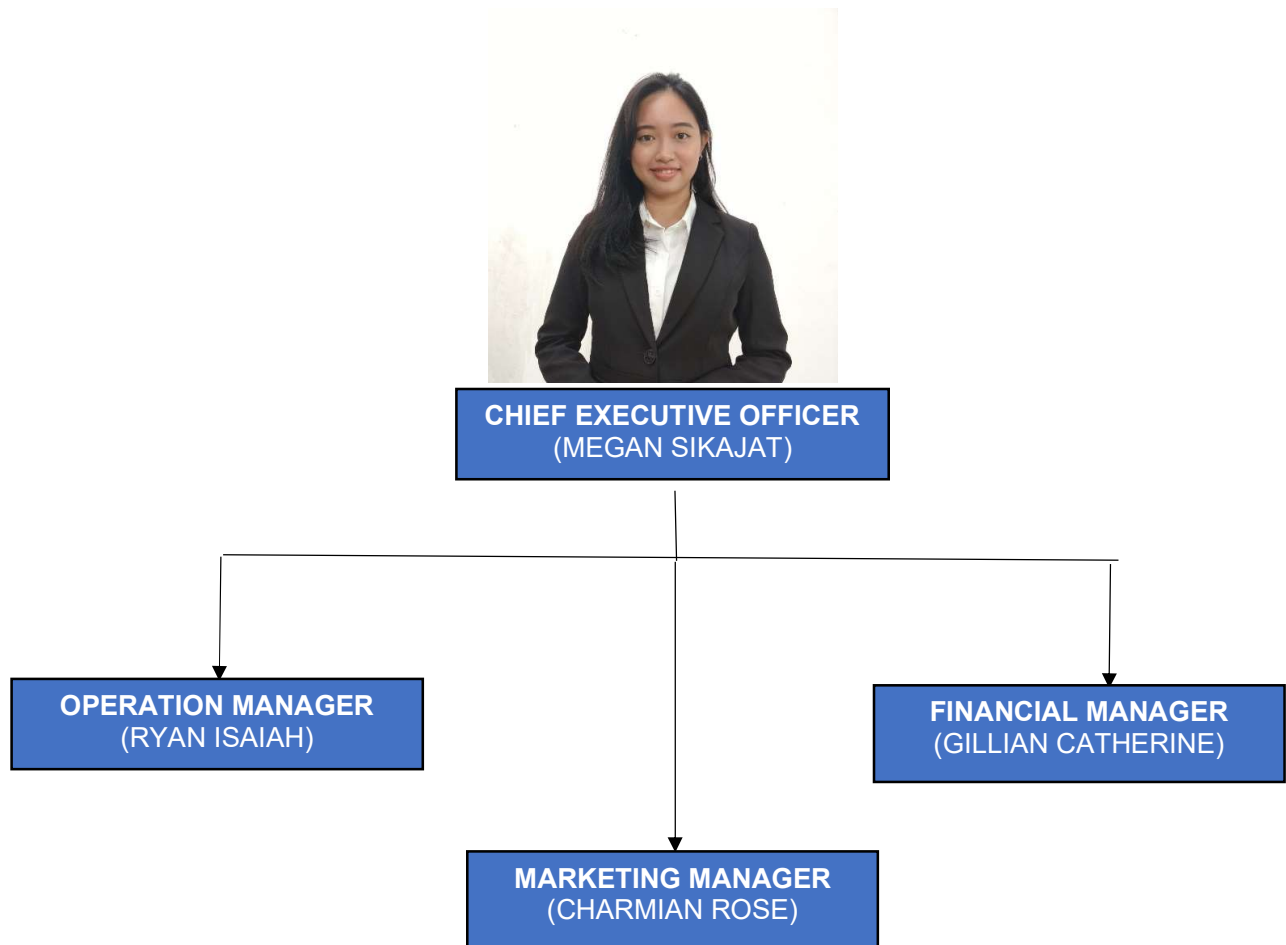 CHIEF EXECUTIVE OFFICER
(MEGAN SIKAJAT)
OPERATION MANAGER
(RYAN ISAIAH)
FINANCIAL MANAGER
(GILLIAN CATHERINE)
MARKETING MANAGER
(CHARMIAN ROSE)